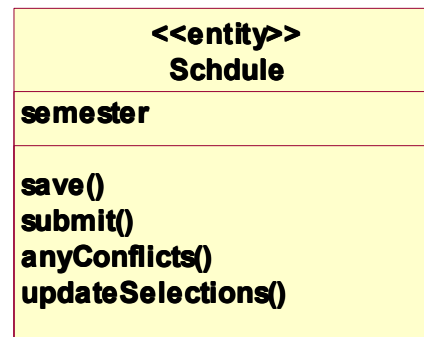 <<entity>>
Schdule
semester
save()
submit()
anyConflicts()
updateSelections()